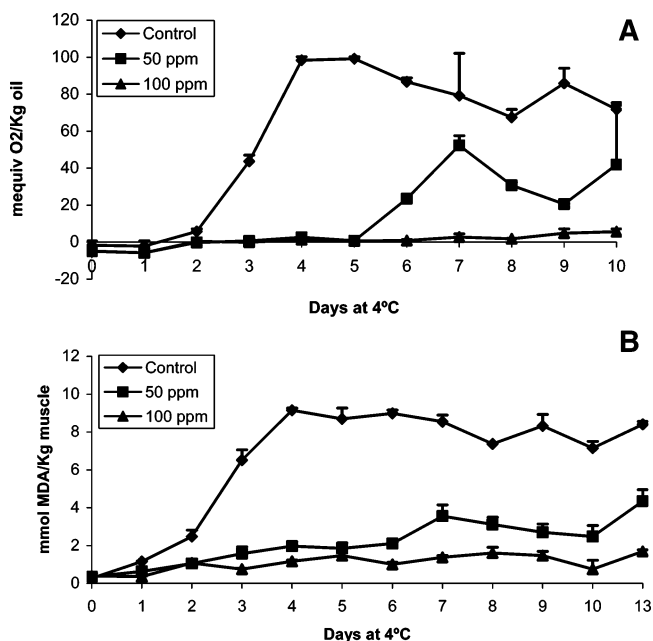 A
Control
50 ppm
100 ppm
120
100
80
60
40
20
0
-20
mequiv O2/Kg oil
0 1 2 3 4 5 6 7 8 9 10
Days at 4ºC
B
Control
50 ppm
100 ppm
12
10
8
6
4
2
0
mmol MDA/Kg muscle
0 1 2 3 4 5 6 7 8 9 10 13
Days at 4ºC